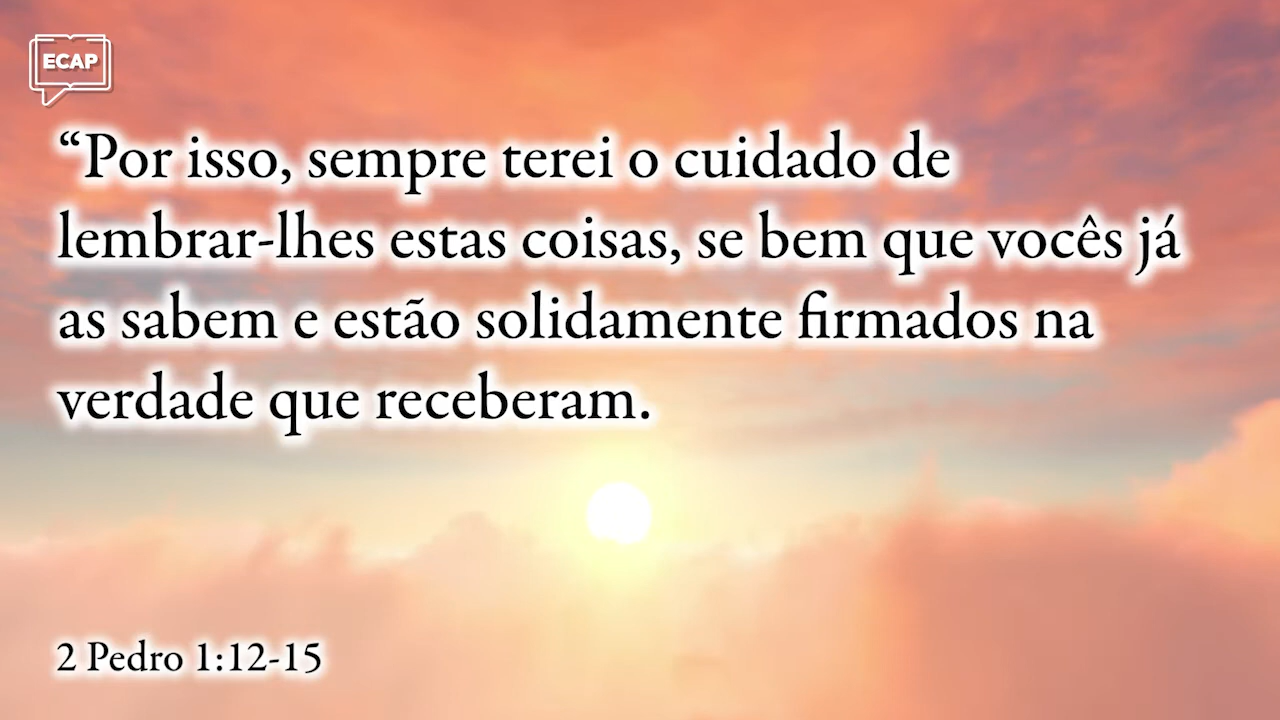 ECAP
“Por isso, sempre terei o cuidado de
lembrar-lhes estas coisas, se bem que vocês já
as sabem e estão solidamente firmados na
verdade que receberam.
2 Pedro 1:12-15